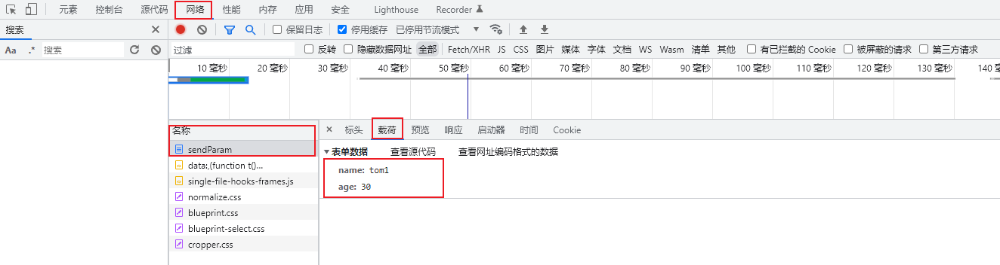 元素 控制台 源代码 网络 性能 内存 应用 安全 Lighthouse Recorder
搜索
保留日志 停用缓存 已停用节流模式
Aa .* 搜索
过滤 反转 隐藏数据网址 全部 Fetch/XHR JS CSS 图片 媒体 字体 文档 WS Wasm 清单 其他 有已拦截的 Cookie 被屏蔽的请求 第三方请求
10 毫秒 20 毫秒 30 毫秒 40 毫秒 50 毫秒 60 毫秒 70 毫秒 80 毫秒 90 毫秒 100 毫秒 110 毫秒 120 毫秒 130 毫秒 140
名称
标头 载荷 预览 响应 启动器 时间 Cookie
sendParam
data:,(function t()...
single-file-hooks-frames.js
normalize.css
blueprint.css
blueprint-select.css
cropper.css
表单数据 查看源代码 查看网址编码格式的数据
name: tom1
age: 30